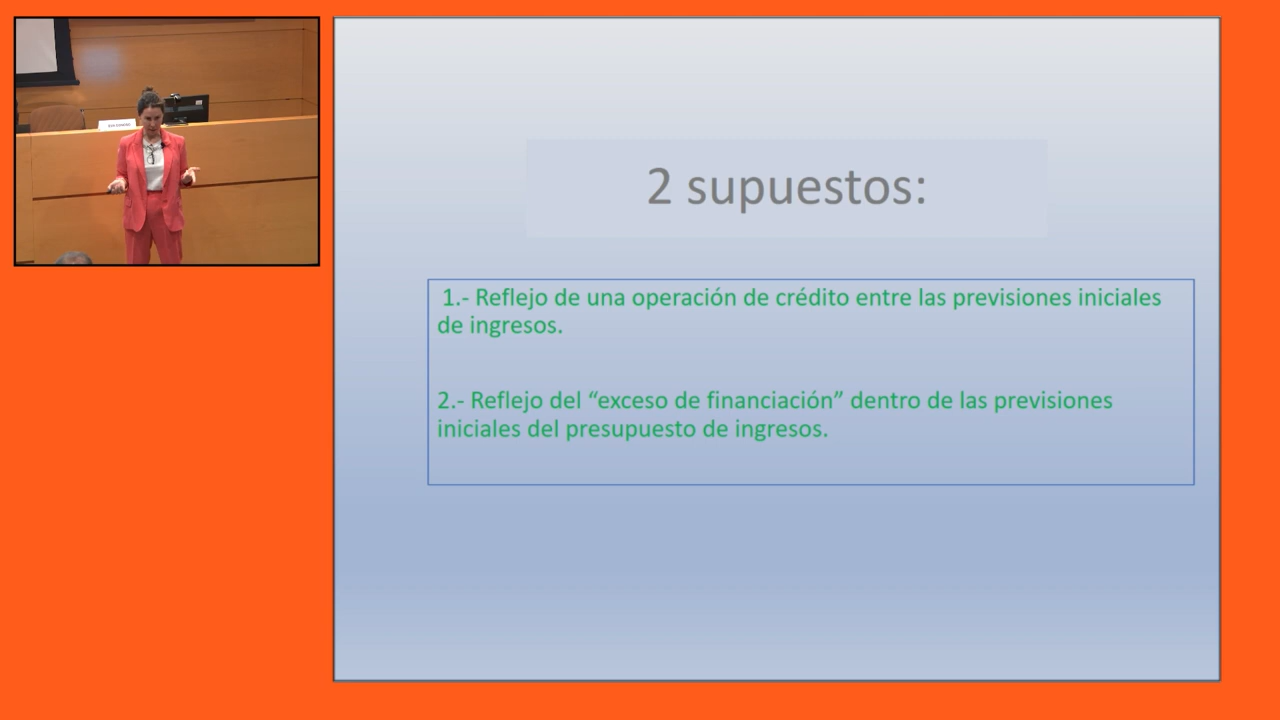 2 supuestos:
1.- Reflejo de una operación de crédito entre las previsiones iniciales
de ingresos.
2.- Reflejo del “exceso de financiación” dentro de las previsiones
iniciales del presupuesto de ingresos.